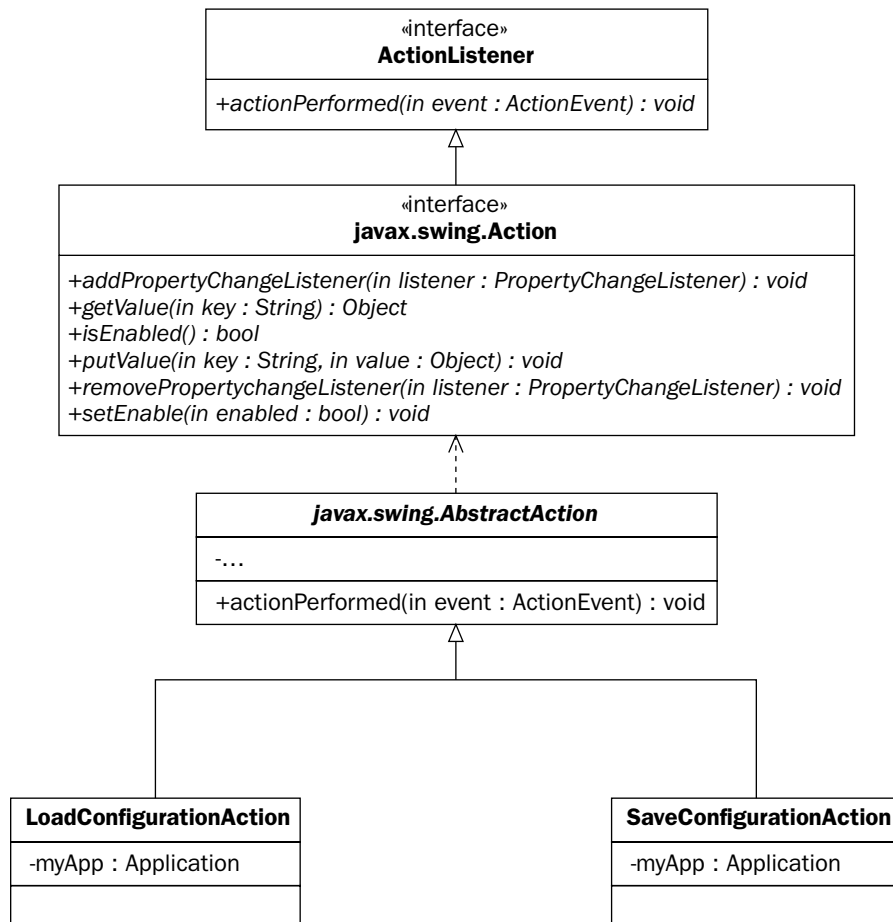 «interface»
ActionListener
+actionPerformed(in event : ActionEvent) : void
«interface»
javax.swing.Action
+addPropertyChangeListener(in listener : PropertyChangeListener) : void
+getValue(in key : String) : Object
+isEnabled() : bool
+putValue(in key : String, in value : Object) : void
+removePropertychangeListener(in listener : PropertyChangeListener) : void
+setEnable(in enabled : bool) : void
javax.swing.AbstractAction
-...
+actionPerformed(in event : ActionEvent) : void
LoadConfigurationAction
-myApp : Application
SaveConfigurationAction
-myApp : Application